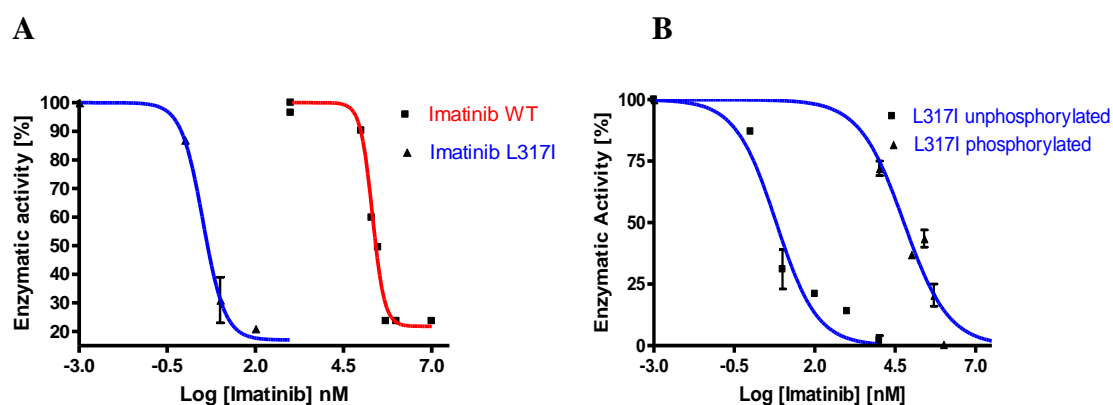 A
Enzymatic activity [%]
100
90
80
70
60
50
40
30
20
-3.0 -0.5 2.0 4.5 7.0
Log [Imatinib] nM
Imatinib WT
Imatinib L317I
B
Enzymatic Activity [%]
100
75
50
25
0
-3.0 -0.5 2.0 4.5 7.0
Log [Imatinib] [nM]
L317I unphosphorylated
L317I phosphorylated